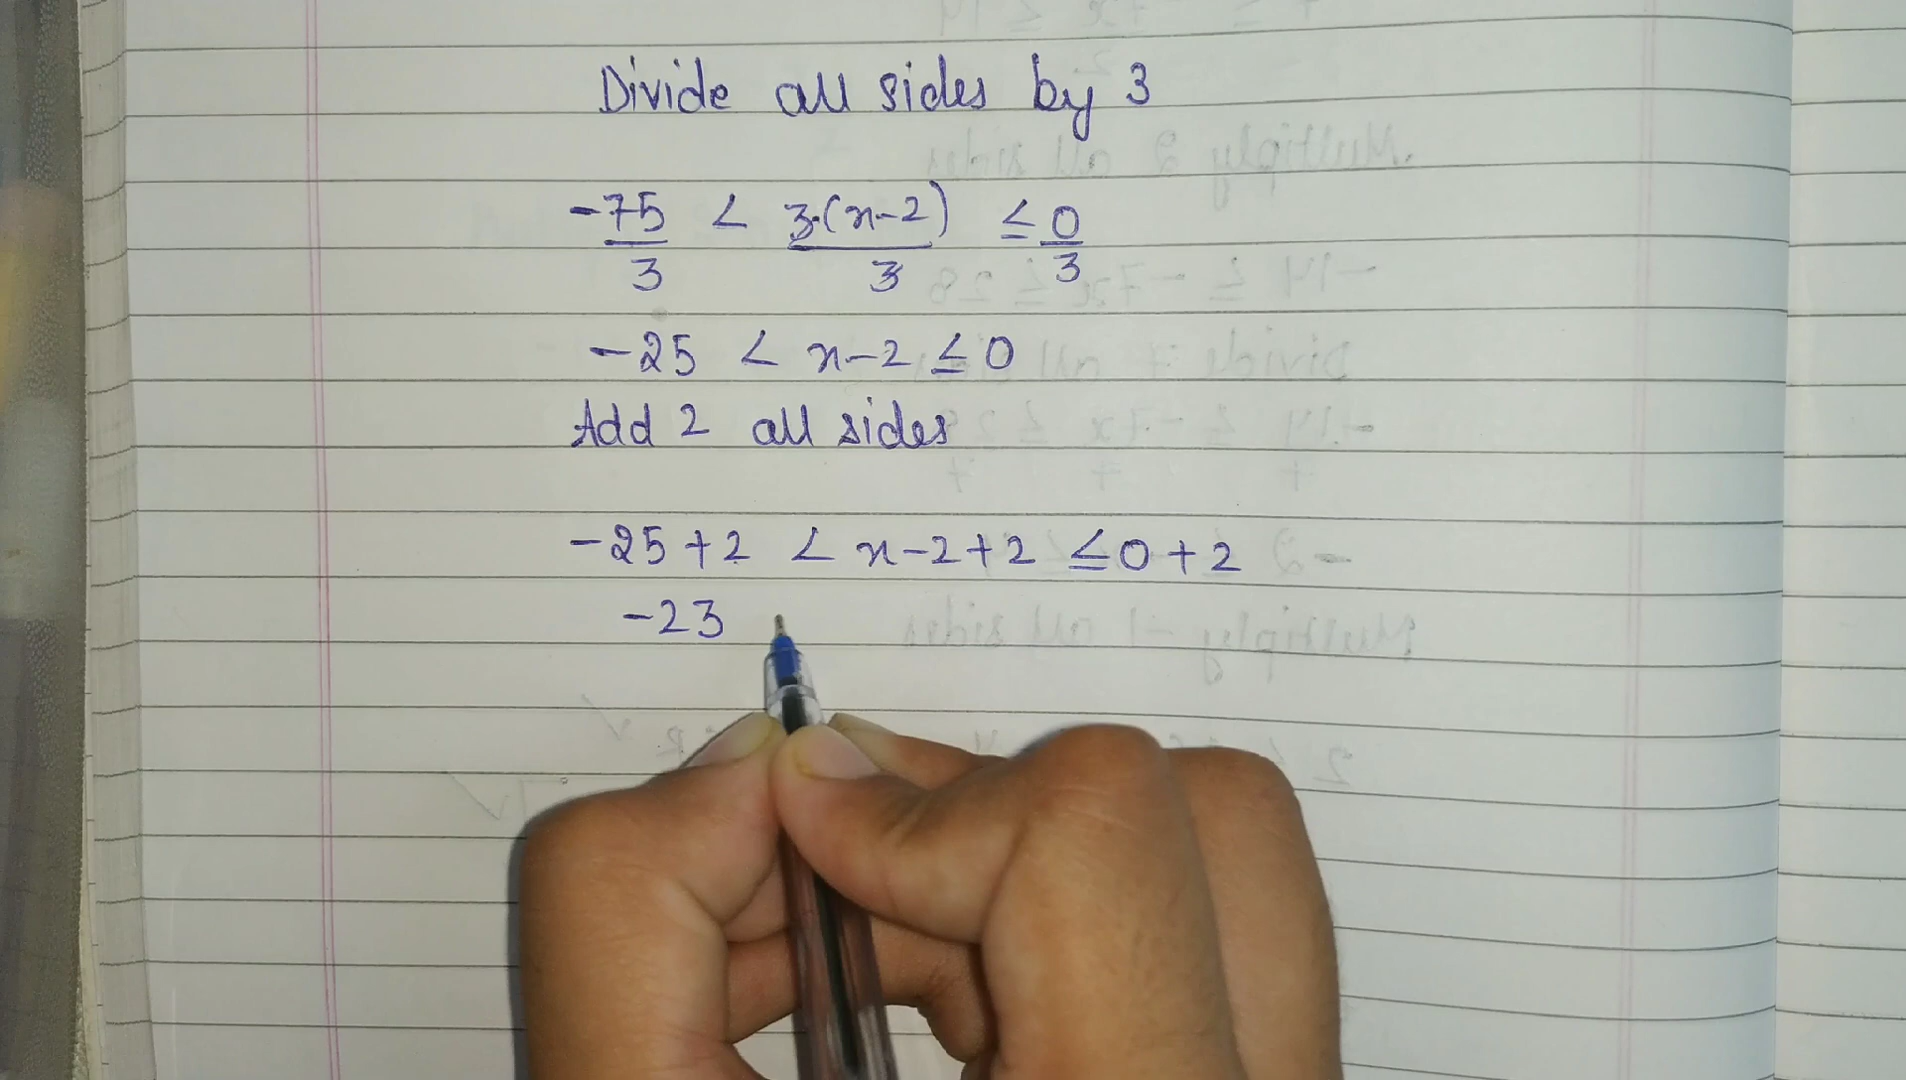 Divide all sides by 3
-75 < 3·(x-2) ≤ 0
3 3 3
-25 < x-2 ≤ 0
Add 2 all sides
-25+2 < x-2+2 ≤ 0+2
-23